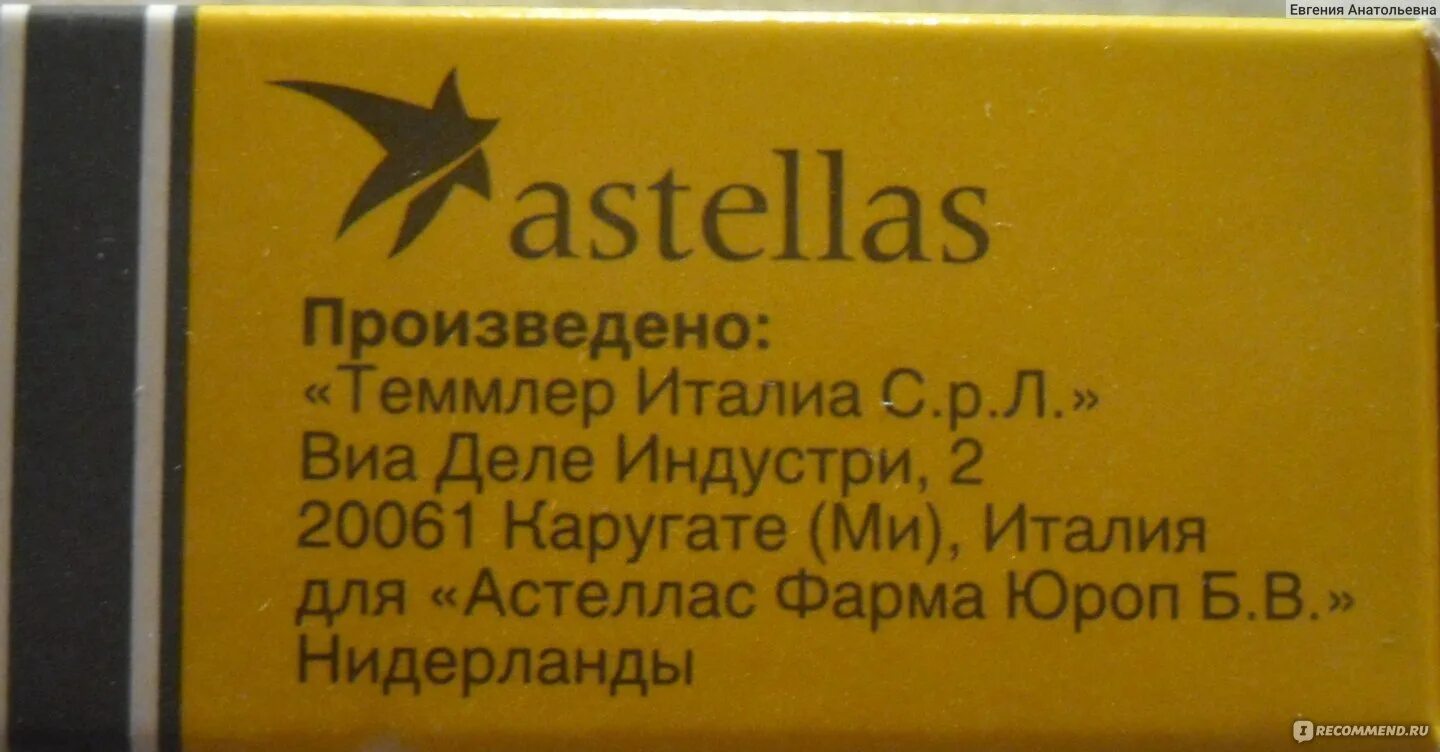 Евгения Анатольевна
astellas
Произведено:
«Теммлер Италиа С.р.Л.»
Виа Деле Индустри, 2
20061 Каругате (Ми), Италия
для «Астеллас Фарма Юроп Б.В.»
Нидерланды
IRECOMMEND.RU